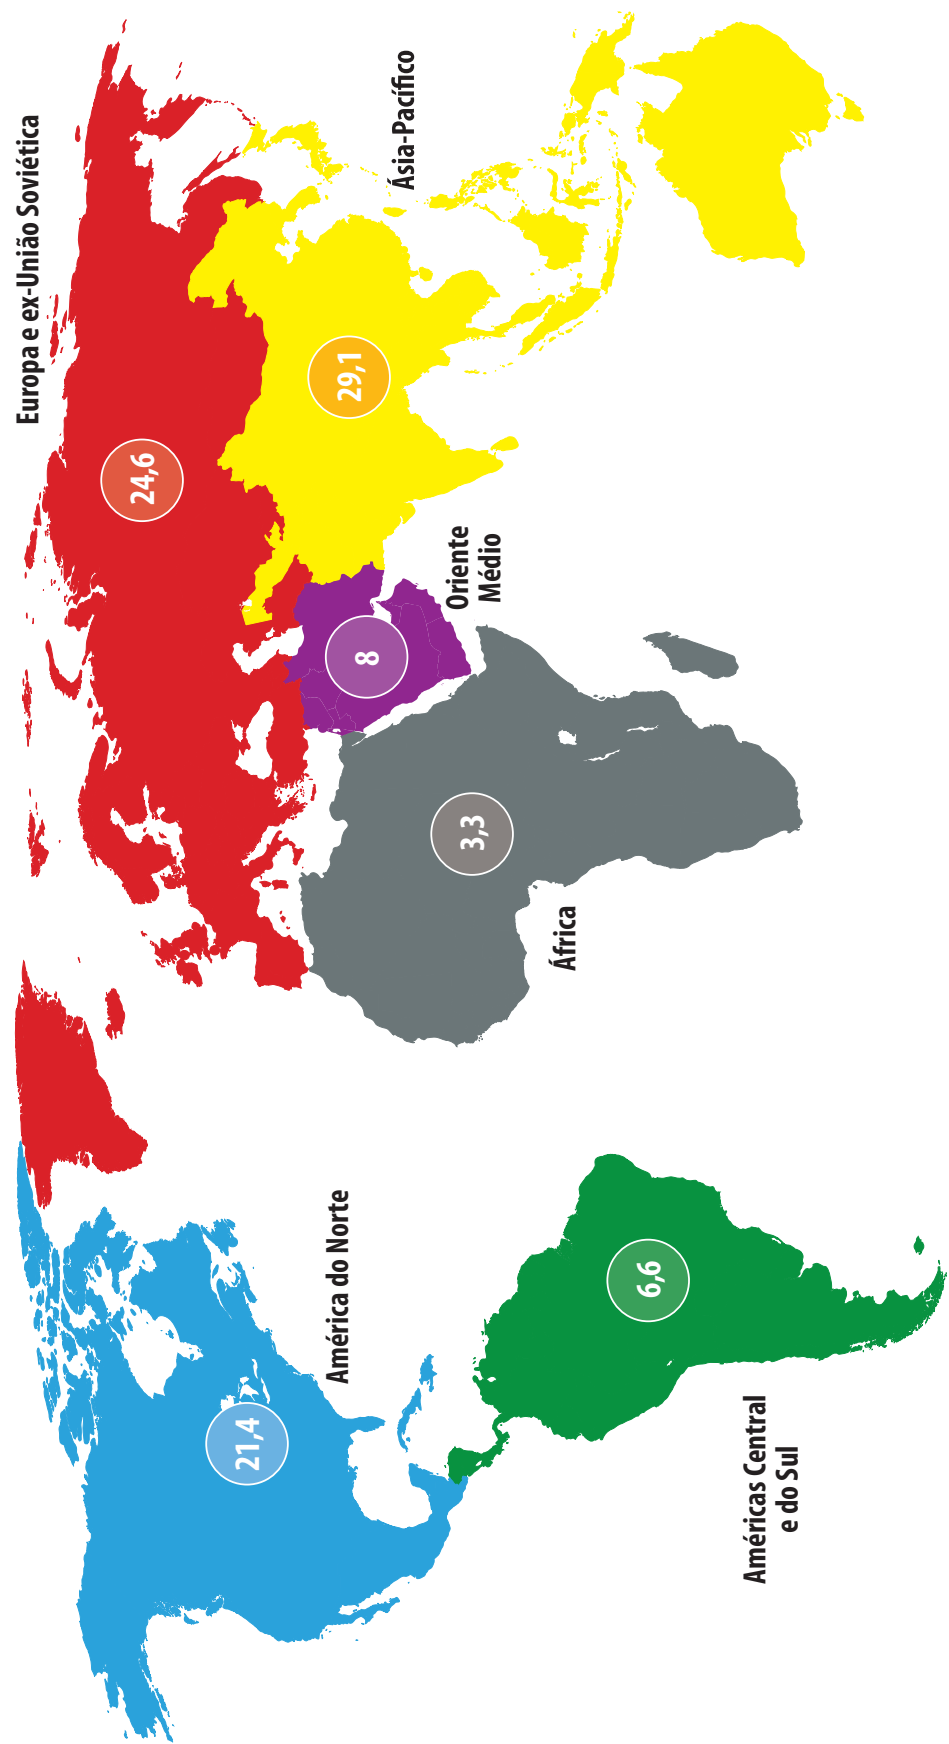 Europa e ex-União Soviética
24,6
21,4
América do Norte
29,1
Ásia-Pacífico
8
Oriente
Médio
3,3
África
6,6
Américas Central
e do Sul